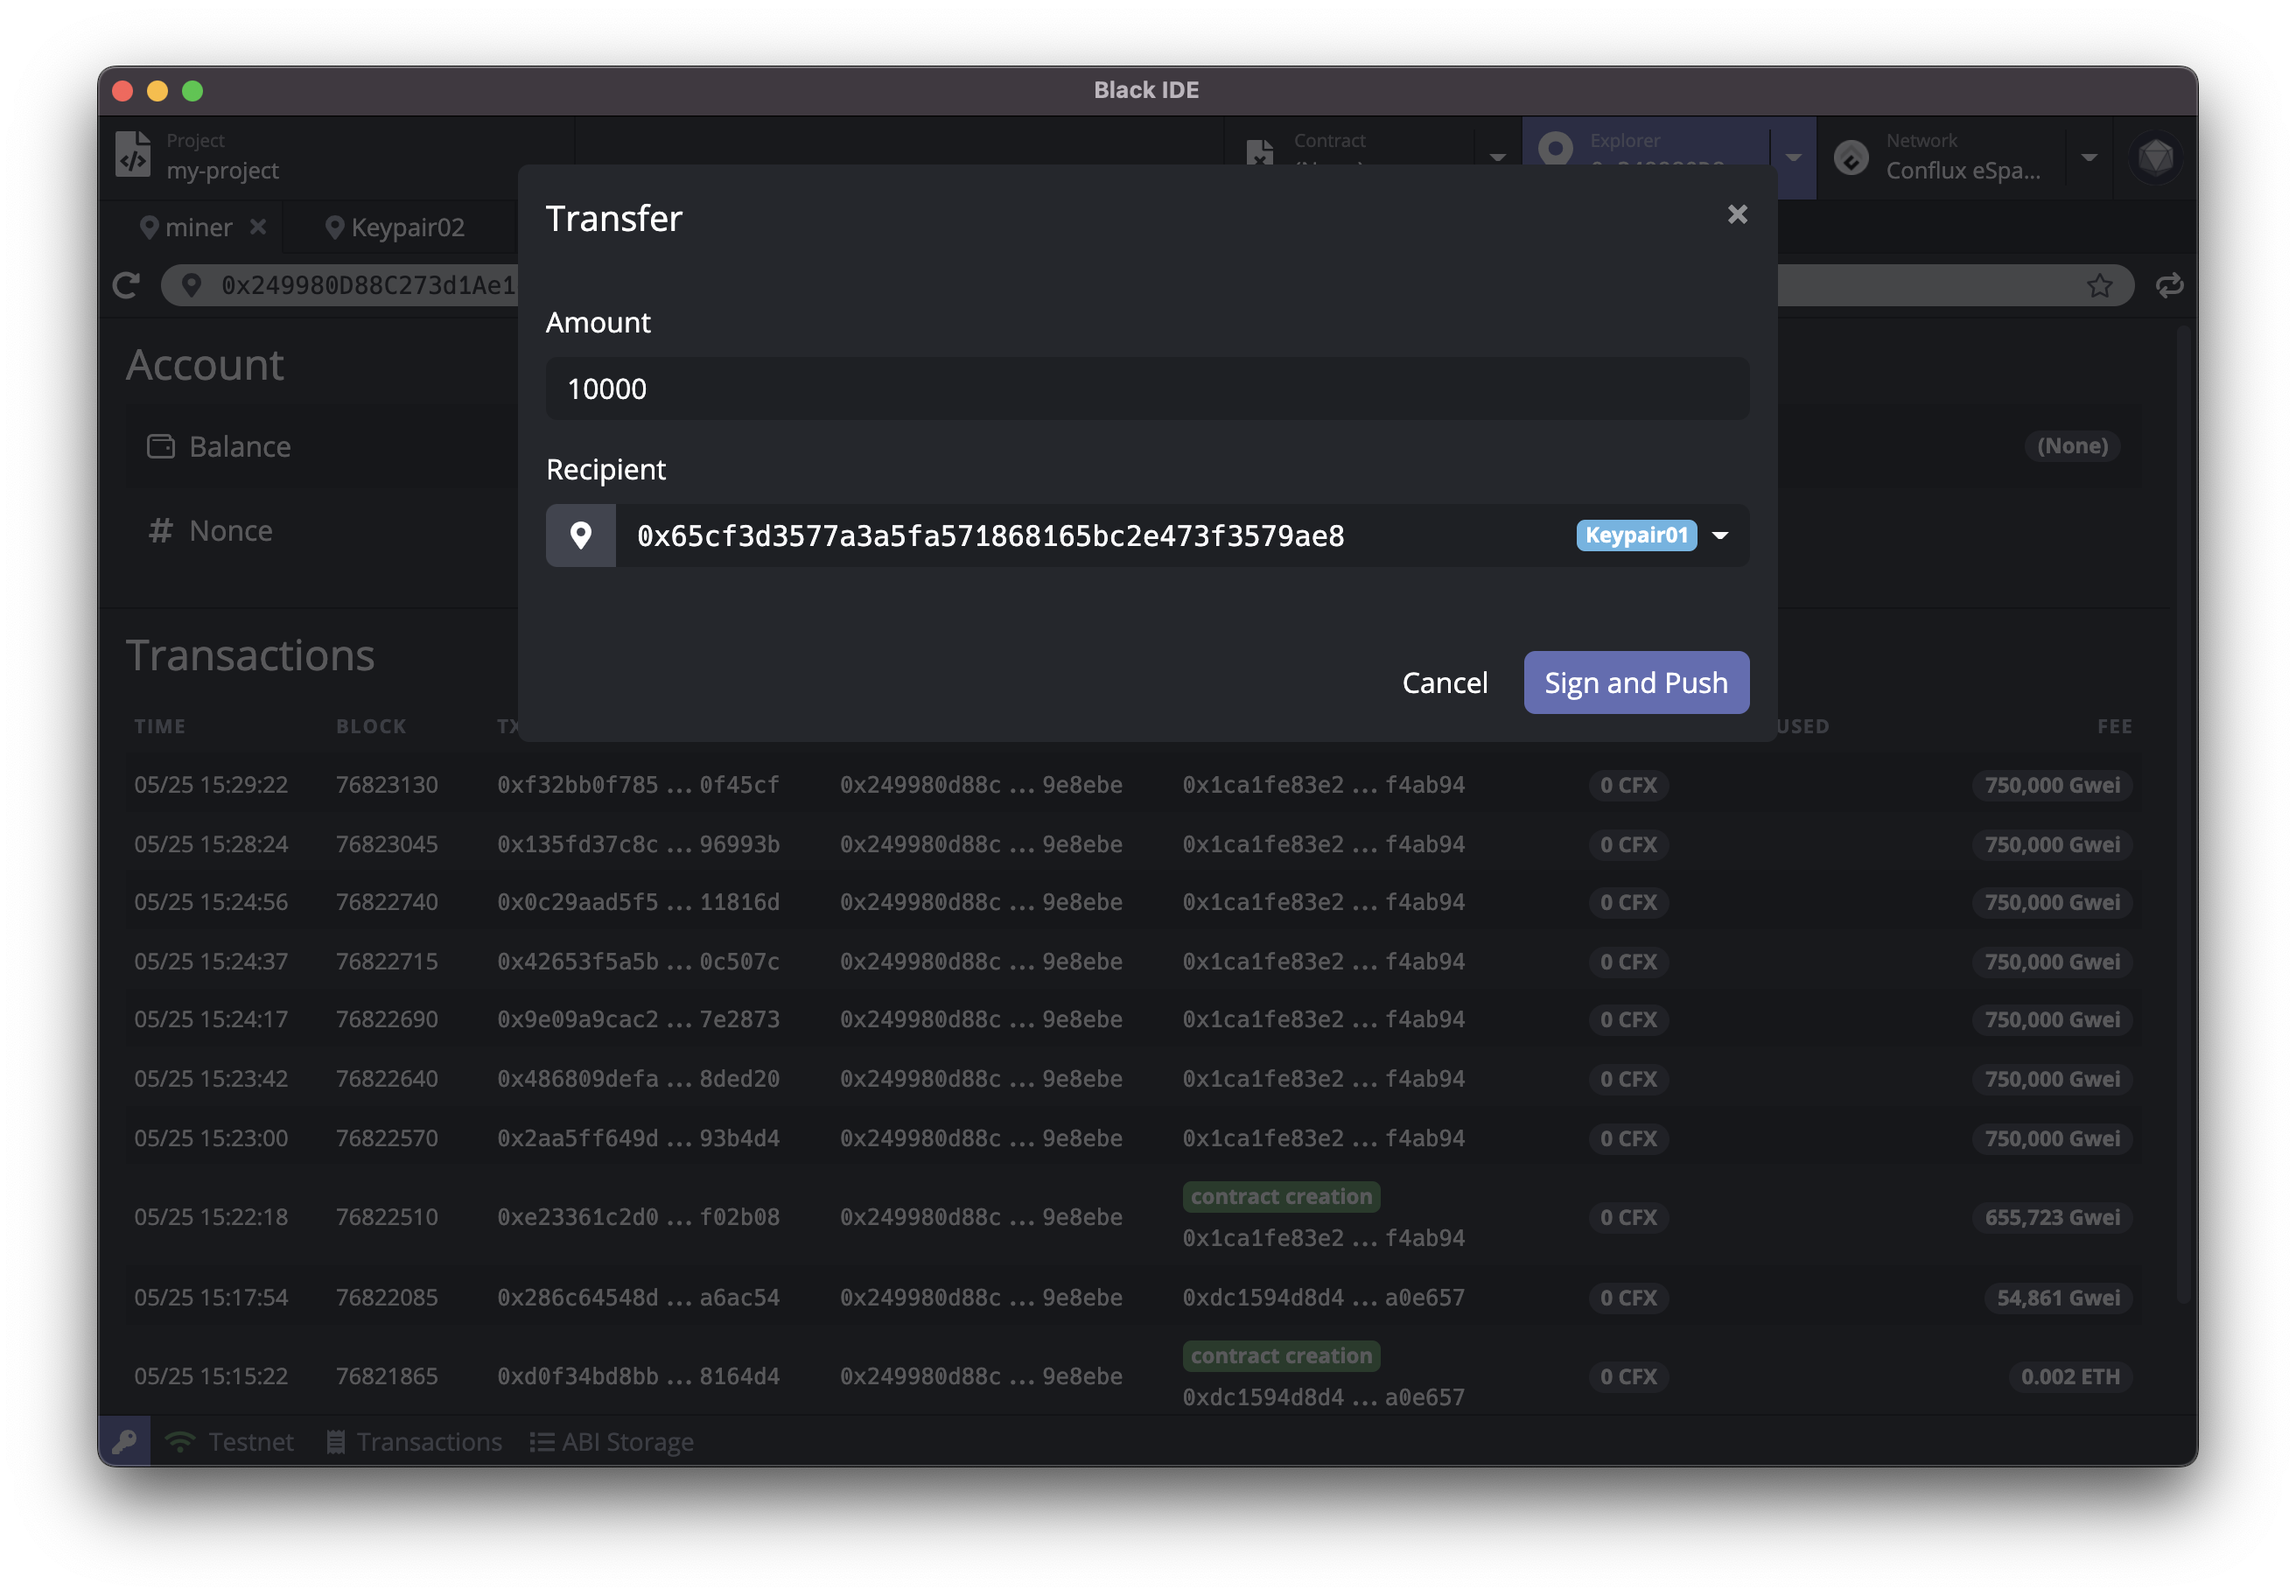 Black IDE
Project
my-project
Contract
Explorer
Network
Conflux eSpa...
miner
Keypair02
0x249980D88C273d1Ae1
Transfer
Amount
10000
Recipient
0x65cf3d3577a3a5fa571868165bc2e473f3579ae8
Keypair01
Cancel
Sign and Push
Account
Balance
(None)
Nonce
Transactions
TIME BLOCK TX USED FEE
05/25 15:29:22 76823130 0xf32bb0f785 ... 0f45cf 0x249980d88c ... 9e8ebe 0x1ca1fe83e2 ... f4ab94 0 CFX 750,000 Gwei
05/25 15:28:24 76823045 0x135fd37c8c ... 96993b 0x249980d88c ... 9e8ebe 0x1ca1fe83e2 ... f4ab94 0 CFX 750,000 Gwei
05/25 15:24:56 76822740 0x0c29aad5f5 ... 11816d 0x249980d88c ... 9e8ebe 0x1ca1fe83e2 ... f4ab94 0 CFX 750,000 Gwei
05/25 15:24:37 76822715 0x42653f5a5b ... 0c507c 0x249980d88c ... 9e8ebe 0x1ca1fe83e2 ... f4ab94 0 CFX 750,000 Gwei
05/25 15:24:17 76822690 0x9e09a9cac2 ... 7e2873 0x249980d88c ... 9e8ebe 0x1ca1fe83e2 ... f4ab94 0 CFX 750,000 Gwei
05/25 15:23:42 76822640 0x486809defa ... 8ded20 0x249980d88c ... 9e8ebe 0x1ca1fe83e2 ... f4ab94 0 CFX 750,000 Gwei
05/25 15:23:00 76822570 0x2aa5ff649d ... 93b4d4 0x249980d88c ... 9e8ebe 0x1ca1fe83e2 ... f4ab94 0 CFX 750,000 Gwei
contract creation
05/25 15:22:18 76822510 0xe23361c2d0 ... f02b08 0x249980d88c ... 9e8ebe 0x1ca1fe83e2 ... f4ab94 0 CFX 655,723 Gwei
05/25 15:17:54 76822085 0x286c64548d ... a6ac54 0x249980d88c ... 9e8ebe 0xdc1594d8d4 ... a0e657 0 CFX 54,861 Gwei
contract creation
05/25 15:15:22 76821865 0xd0f34bd8bb ... 8164d4 0x249980d88c ... 9e8ebe 0xdc1594d8d4 ... a0e657 0 CFX 0.002 ETH
Testnet Transactions ABI Storage